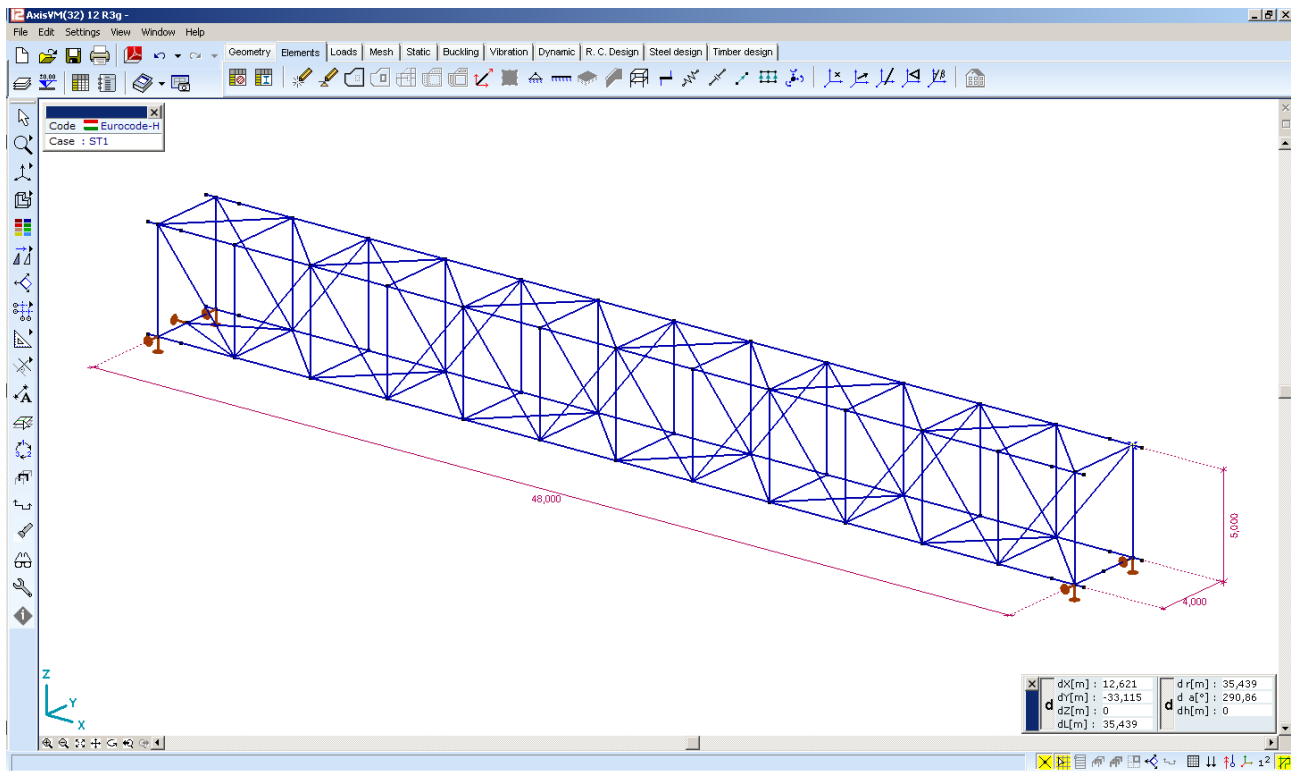 AxisVM(32) 12 R3g -
File Edit Settings View Window Help
Geometry Elements Loads Mesh Static Buckling Vibration Dynamic R. C. Design Steel design Timber design
Code Eurocode-H
Case : ST1
48,000
5,000
4,000
Z
Y
X
dX[m] : 12,621 d r[m] : 35,439
dY[m] : -33,115 d a[°] : 290,86
dZ[m] : 0 dh[m] : 0
dL[m] : 35,439
d d